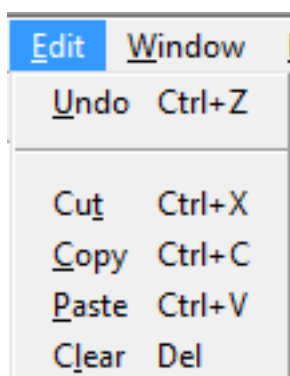 Edit Window
Undo Ctrl+Z
Cut Ctrl+X
Copy Ctrl+C
Paste Ctrl+V
Clear Del